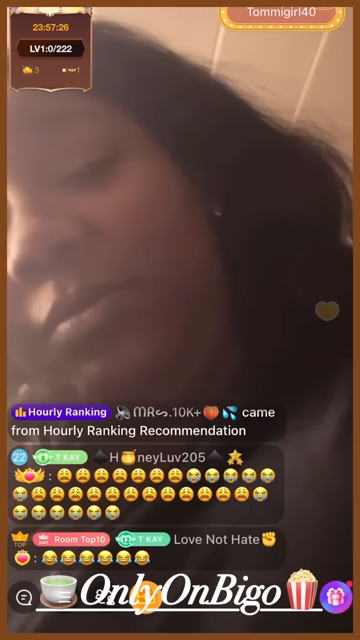 Tommigirl40
23:57:26
LV1:0/222
3
1
Hourly Ranking ᙢᖇᔕ.10K+🍑💦 came
from Hourly Ranking Recommendation
22 T KAY ♠️H🍯neyLuv205♠️
: 😩😩😩😩😩😩😩😭😭😭😭😭
😭😩😩😩😩😩😩😩😩😩😩😭
😭😭😭😭😭😭😭
TOP Room Top10 T KAY Love Not Hate✊
: 😂😂😂😂😂😂
🍵OnlyOnBigo🍿